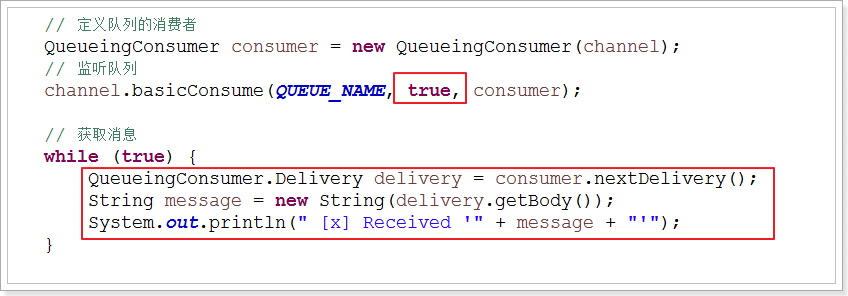 // 定义队列的消费者
QueueingConsumer consumer = new QueueingConsumer(channel);
// 监听队列
channel.basicConsume(QUEUE_NAME, true, consumer);
// 获取消息
while (true) {
QueueingConsumer.Delivery delivery = consumer.nextDelivery();
String message = new String(delivery.getBody());
System.out.println(" [x] Received '" + message + "'");
}